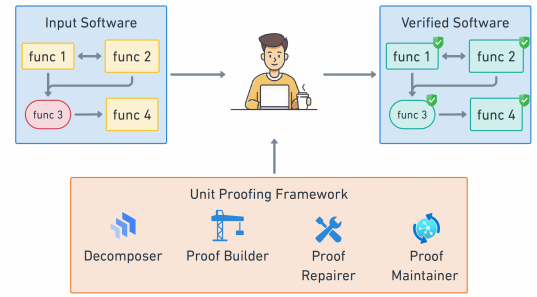 Input Software
func 1
func 2
func 3
func 4
Verified Software
func 1
func 2
func 3
func 4
Unit Proofing Framework
Decomposer
Proof Builder
Proof
Repairer
Proof
Maintainer